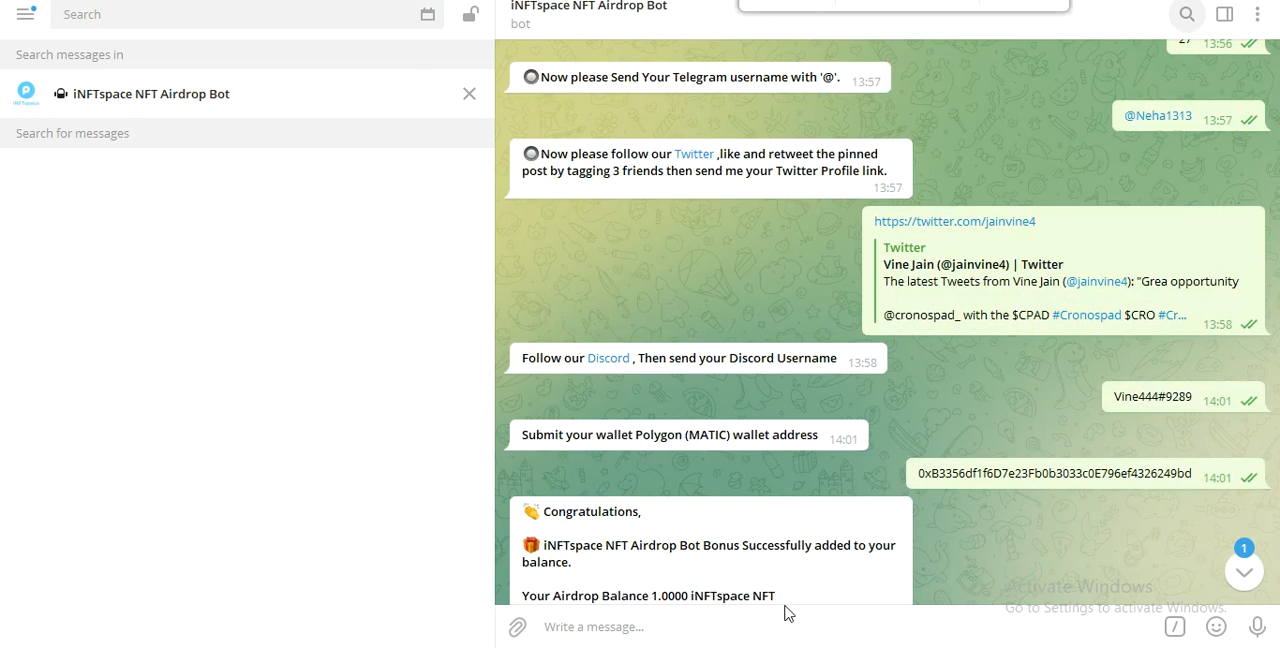 Search
Search messages in
iNFTspace NFT Airdrop Bot
Search for messages
iNFTspace NFT Airdrop Bot
bot
27 13:56
Now please Send Your Telegram username with '@'. 13:57
@Neha1313 13:57
Now please follow our Twitter ,like and retweet the pinned
post by tagging 3 friends then send me your Twitter Profile link.
13:57
https://twitter.com/jainvine4
Twitter
Vine Jain (@jainvine4) | Twitter
The latest Tweets from Vine Jain (@jainvine4): "Grea opportunity
@cronospad_ with the $CPAD #Cronospad $CRO #Cr...
13:58
Follow our Discord , Then send your Discord Username 13:58
Vine444#9289 14:01
Submit your wallet Polygon (MATIC) wallet address 14:01
0xB3356df1f6D7e23Fb0b3033c0E796ef4326249bd 14:01
Congratulations,
iNFTspace NFT Airdrop Bot Bonus Successfully added to your
balance.
Your Airdrop Balance 1.0000 iNFTspace NFT
1
Activate Windows
Go to Settings to activate Windows.
Write a message...